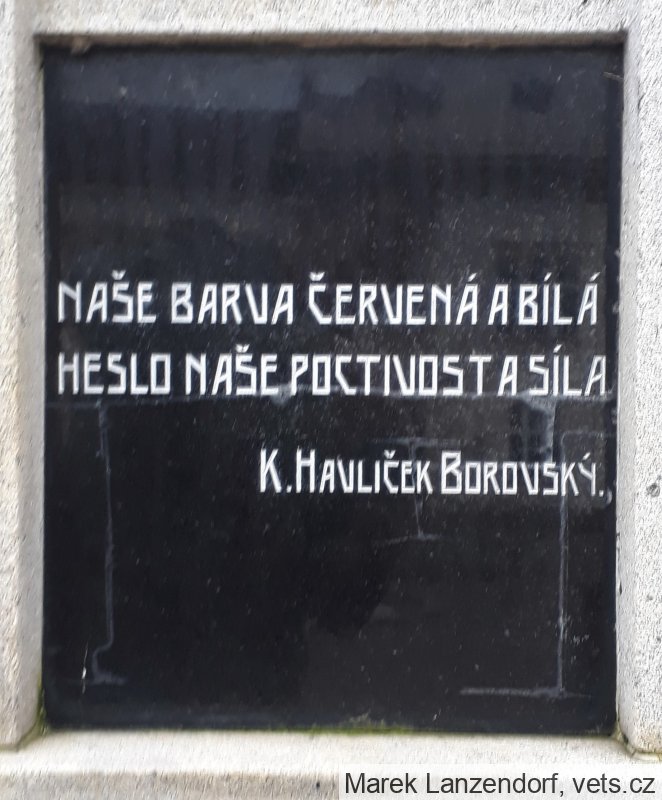 NAŠE BARVA ČERVENÁ A BÍLÁ
HESLO NAŠE POCTIVOST A SÍLA
K. HAVLIČEK BOROVSKÝ.
Marek Lanzendorf, vets.cz